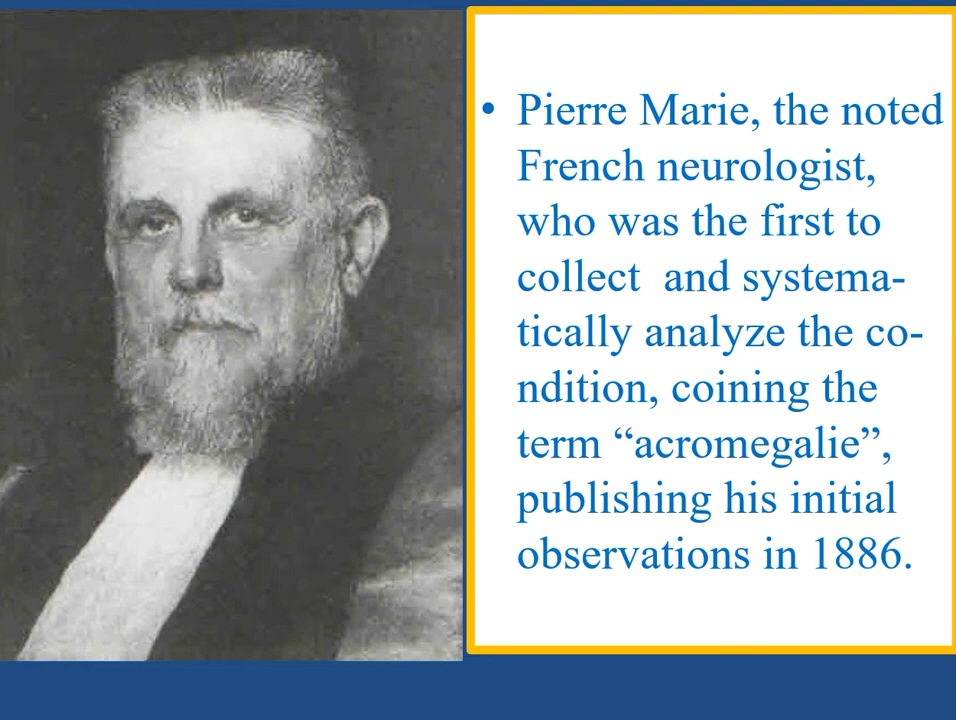 • Pierre Marie, the noted
French neurologist,
who was the first to
collect  and systema-
tically analyze the co-
ndition, coining the
term “acromegalie”,
publishing his initial
observations in 1886.